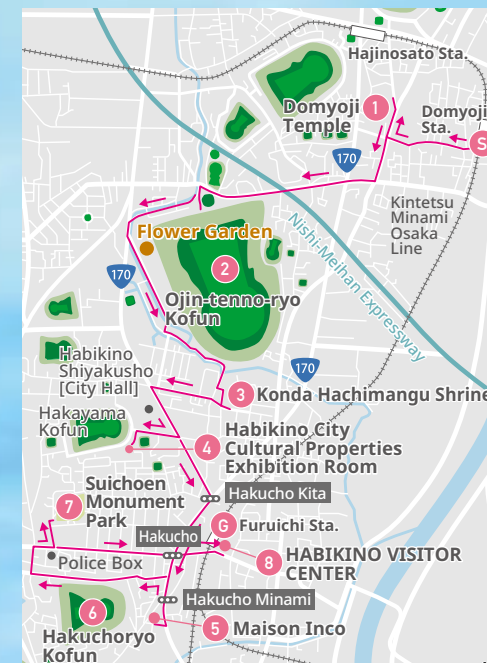 Hajinosato Sta.
Domyoji
Temple
1
Domyoji
Sta.
S
170
Kintetsu
Minami
Osaka
Line
Flower Garden
Nishi-Meihan Expressway
170
2
Ojin-tenno-ryo
Kofun
Habikino
Shiyakusho
[City Hall]
170
3 Konda Hachimangu Shrine
Hakayama
Kofun
4
Habikino City
Cultural Properties
Exhibition Room
7
Suichoen
Monument
Park
Hakucho Kita
G Furuichi Sta.
Hakucho
8
HABIKINO VISITOR
CENTER
Police Box
Hakucho Minami
6
Hakuchoryo
Kofun
5 Maison Inco